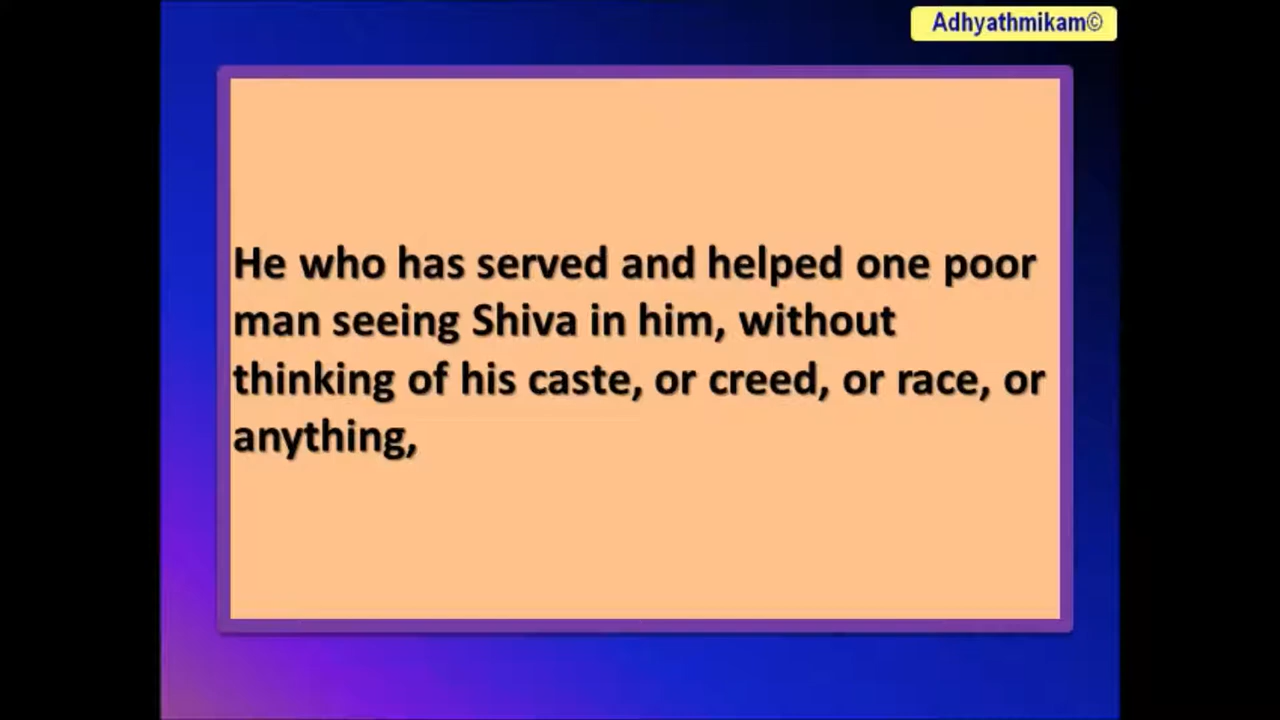 Adhyathmikam©
He who has served and helped one poor
man seeing Shiva in him, without
thinking of his caste, or creed, or race, or
anything,